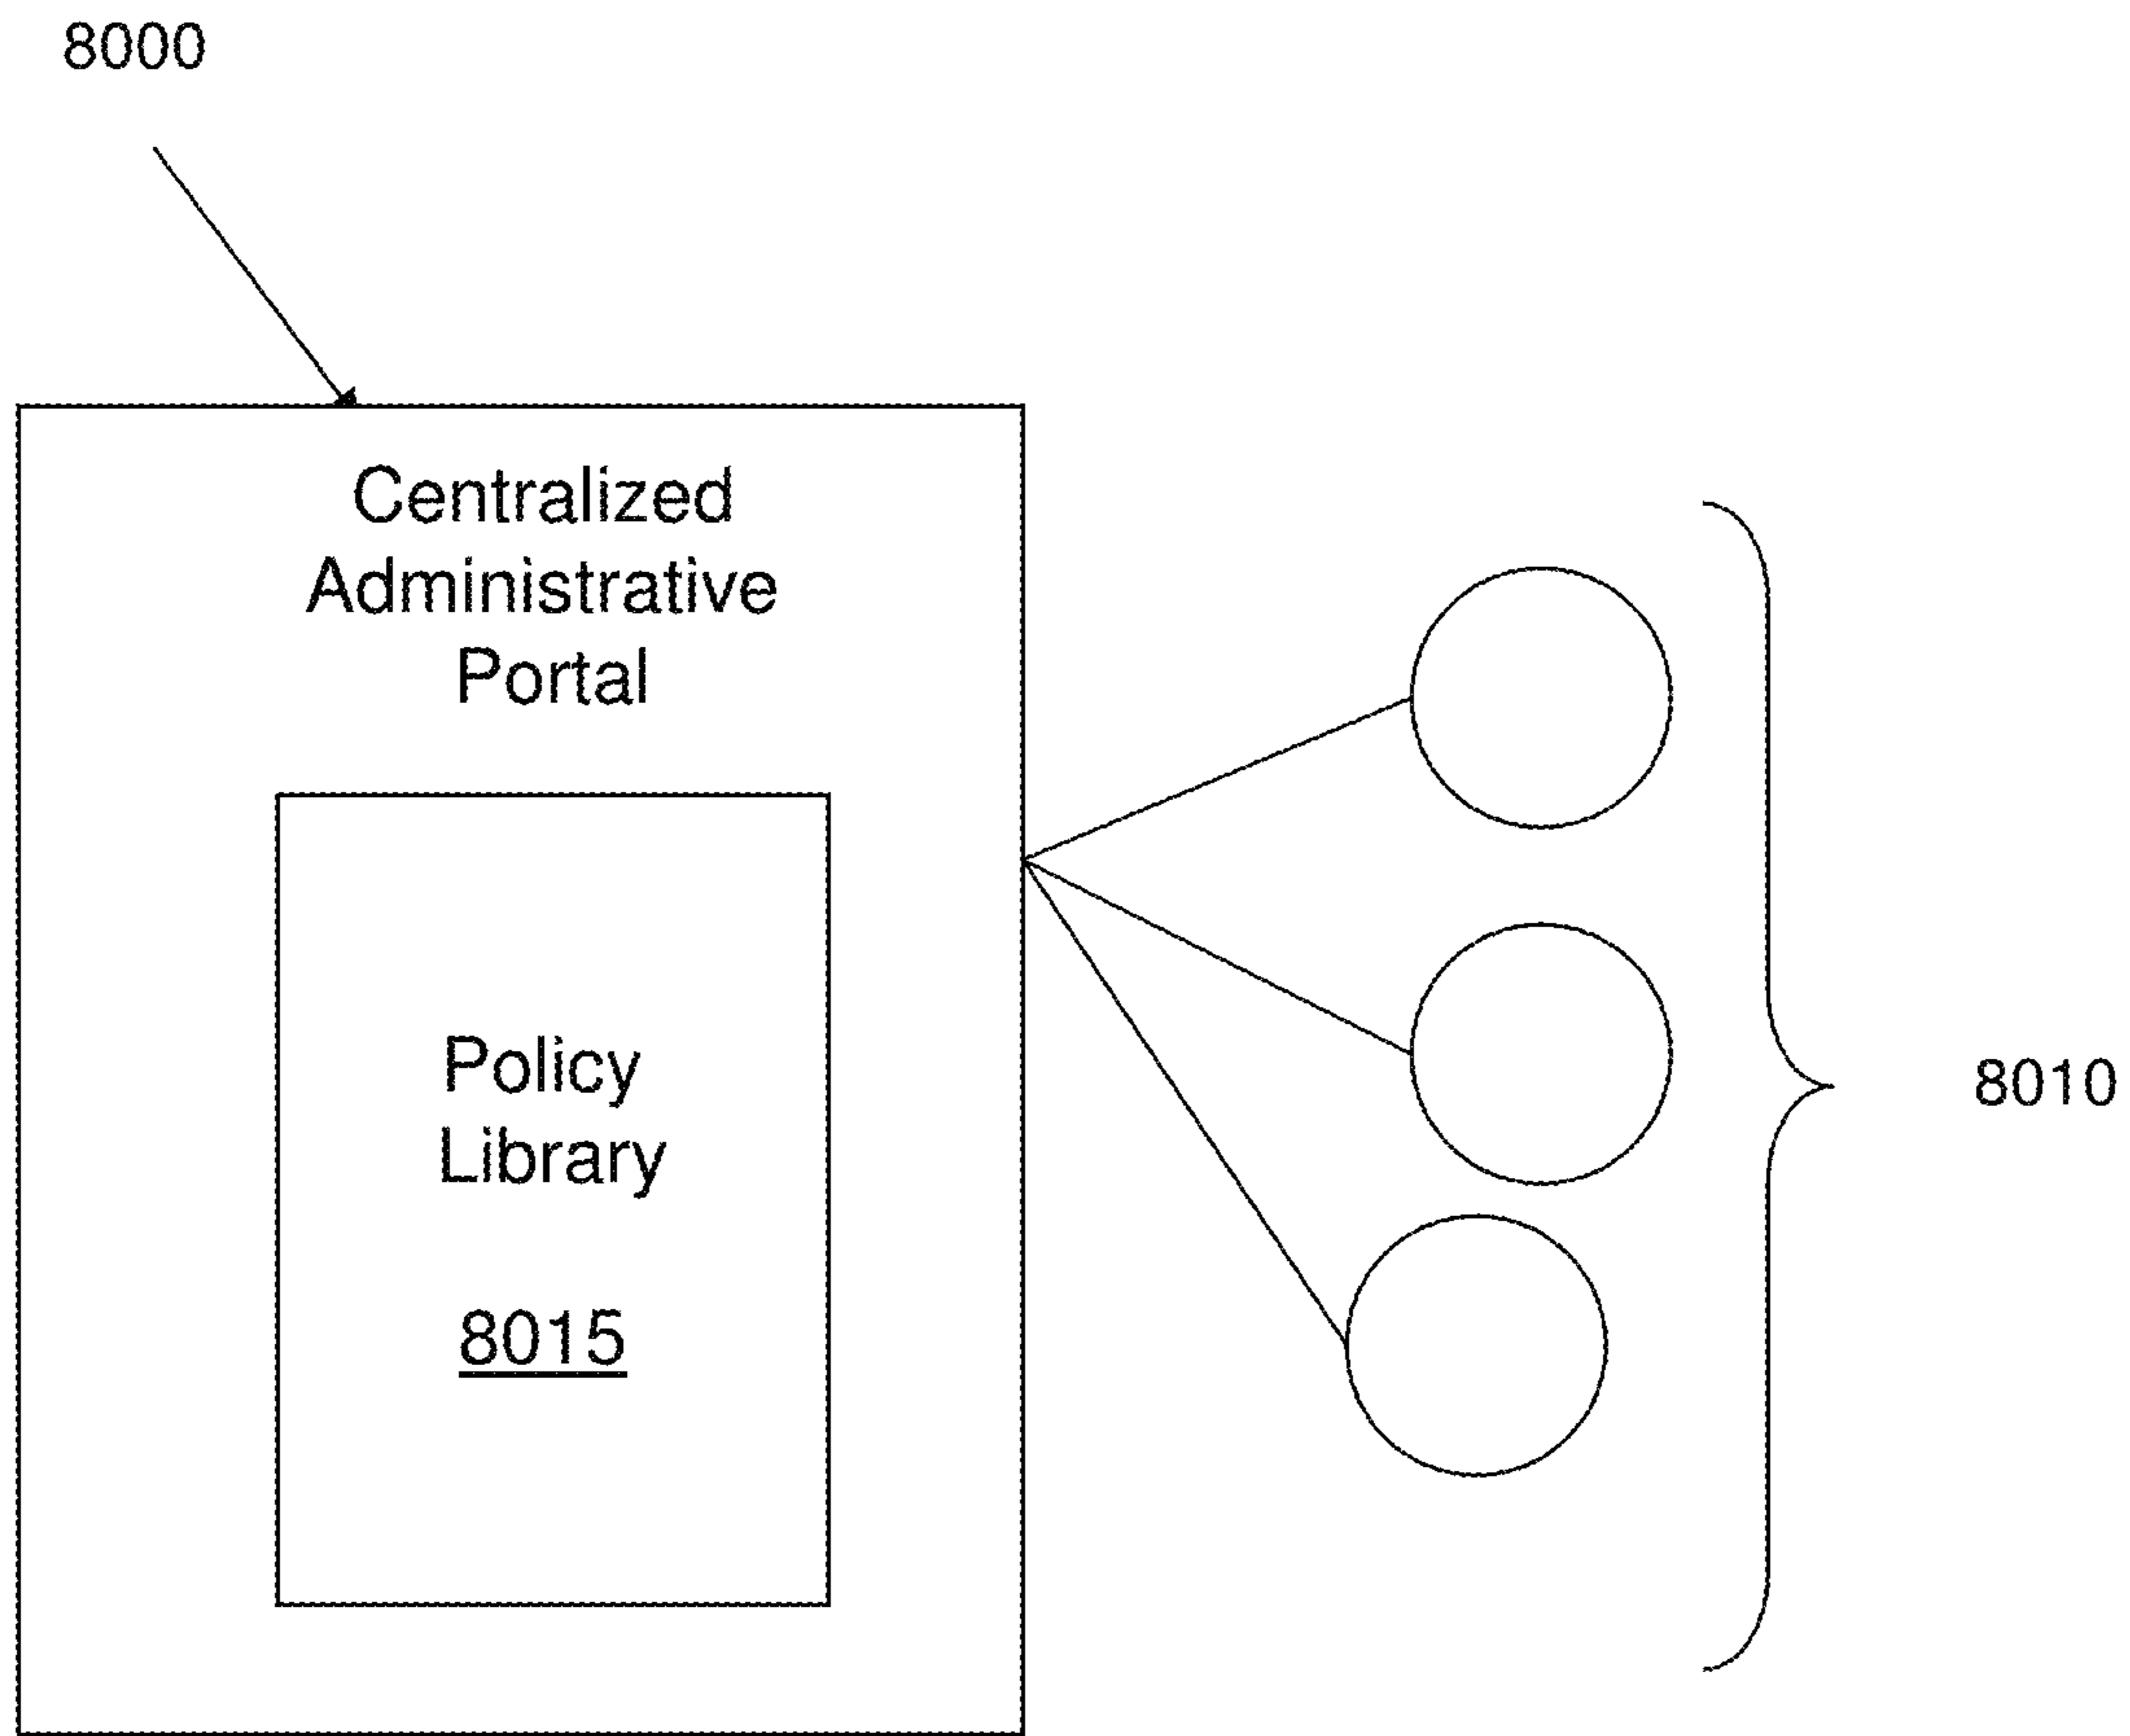 8000
Centralized
Administrative
Portal
Policy
Library
8015
8010